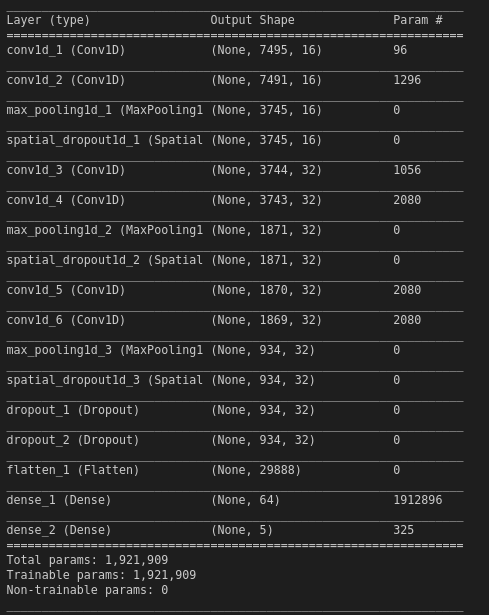 Layer (type) Output Shape Param #
=================================================================
conv1d_1 (Conv1D) (None, 7495, 16) 96
conv1d_2 (Conv1D) (None, 7491, 16) 1296
max_pooling1d_1 (MaxPooling1 (None, 3745, 16) 0
spatial_dropout1d_1 (Spatial (None, 3745, 16) 0
conv1d_3 (Conv1D) (None, 3744, 32) 1056
conv1d_4 (Conv1D) (None, 3743, 32) 2080
max_pooling1d_2 (MaxPooling1 (None, 1871, 32) 0
spatial_dropout1d_2 (Spatial (None, 1871, 32) 0
conv1d_5 (Conv1D) (None, 1870, 32) 2080
conv1d_6 (Conv1D) (None, 1869, 32) 2080
max_pooling1d_3 (MaxPooling1 (None, 934, 32) 0
spatial_dropout1d_3 (Spatial (None, 934, 32) 0
dropout_1 (Dropout) (None, 934, 32) 0
dropout_2 (Dropout) (None, 934, 32) 0
flatten_1 (Flatten) (None, 29888) 0
dense_1 (Dense) (None, 64) 1912896
dense_2 (Dense) (None, 5) 325
=================================================================
Total params: 1,921,909
Trainable params: 1,921,909
Non-trainable params: 0